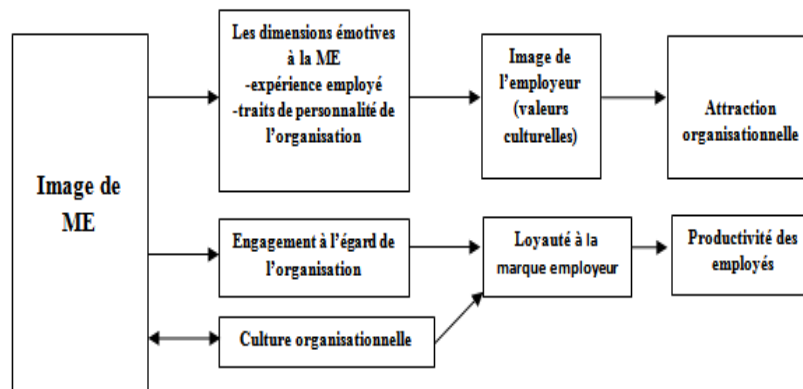 Image de
ME
Les dimensions émotives
à la ME
-expérience employé
-traits de personnalité de
l'organisation
Image de
l'employeur
(valeurs
culturelles)
Attraction
organisationnelle
Engagement à l'égard de
l'organisation
Loyauté à la
marque employeur
Productivité des
employés
Culture organisationnelle